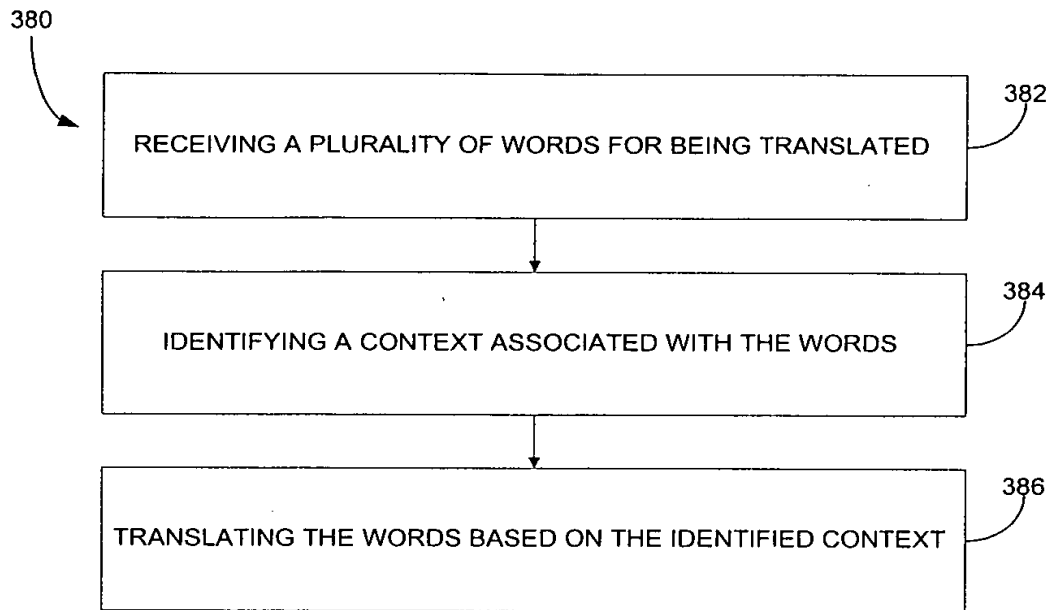 380
382
RECEIVING A PLURALITY OF WORDS FOR BEING TRANSLATED
384
IDENTIFYING A CONTEXT ASSOCIATED WITH THE WORDS
386
TRANSLATING THE WORDS BASED ON THE IDENTIFIED CONTEXT